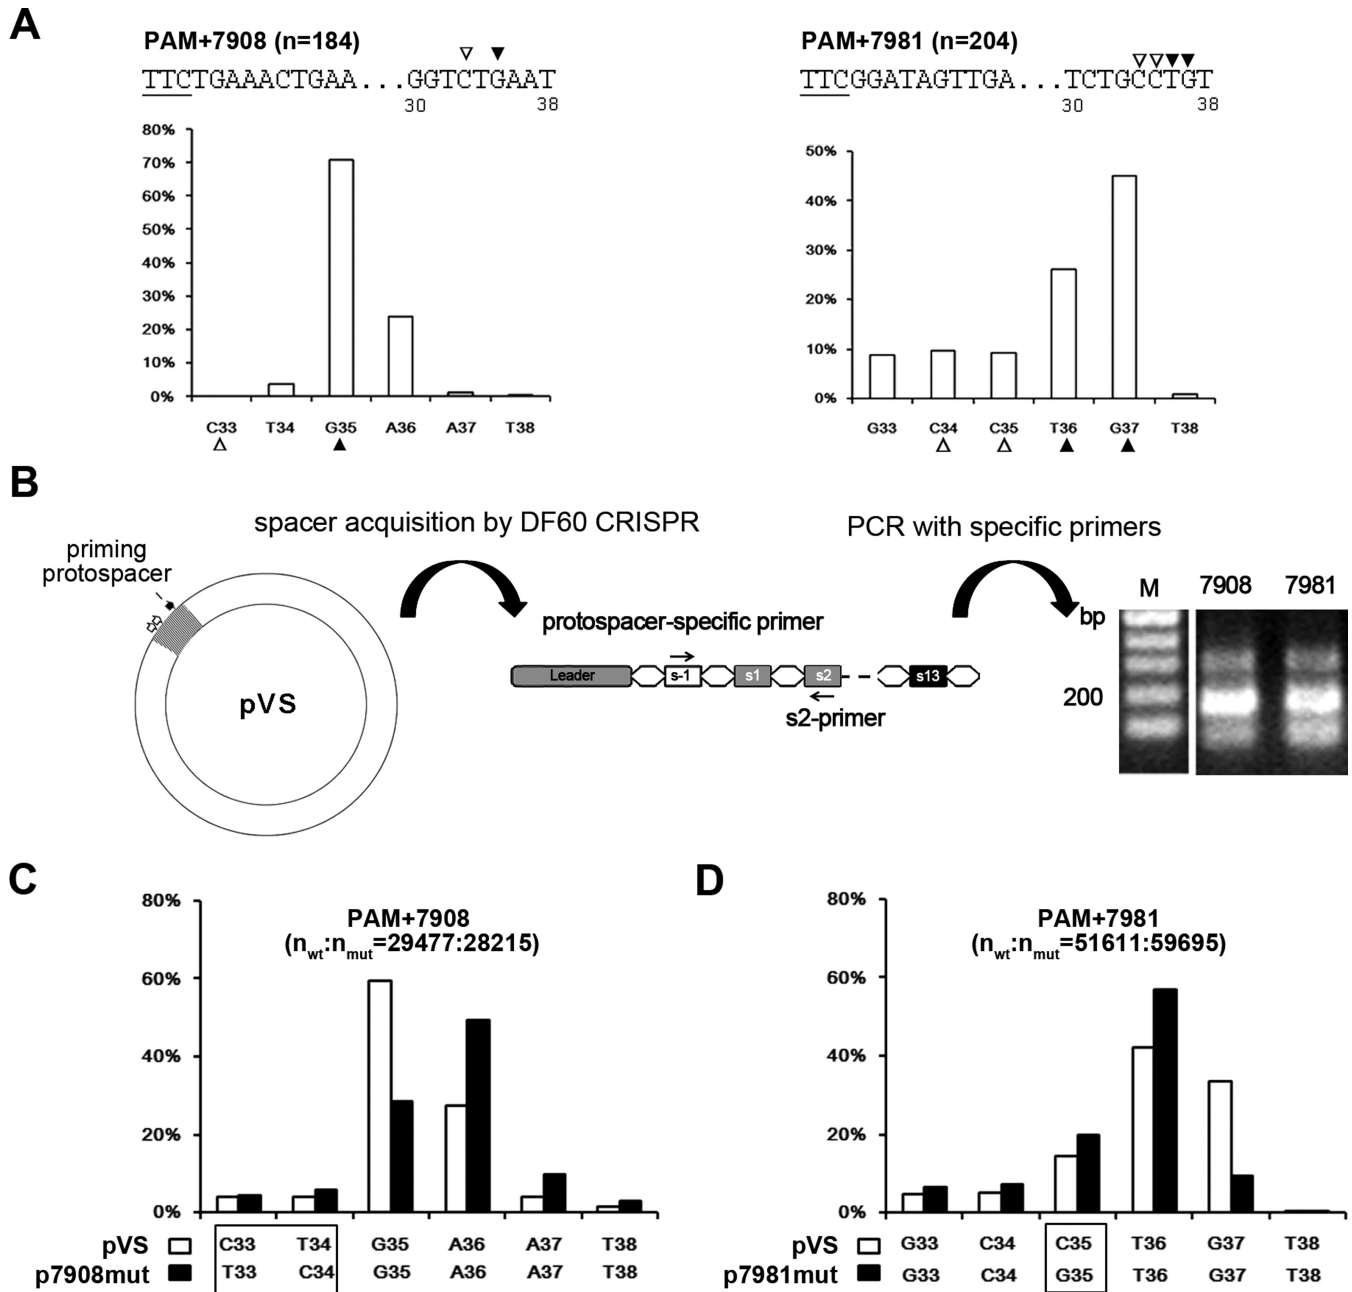 A
PAM+7908 (n=184)
TTCTGAAACTGAA...GGTCTGAAT
30
38
80%
70%
60%
50%
40%
30%
20%
10%
0%
C33 T34 G35 A36 A37 T38
PAM+7981 (n=204)
TTCGGATAGTTGA...TCTGCCTGT
30
38
50%
40%
30%
20%
10%
0%
G33 C34 C35 T36 G37 T38
B
priming
protospacer
pVS
spacer acquisition by DF60 CRISPR
protospacer-specific primer
Leader s-1 s1 s2 s13
s2-primer
PCR with specific primers
M 7908 7981
bp
200
C
80%
60%
40%
20%
0%
PAM+7908
(nwt:nmut=29477:28215)
pVS C33 T34 G35 A36 A37 T38
p7908mut T33 C34 G35 A36 A37 T38
D
80%
60%
40%
20%
0%
PAM+7981
(nwt:nmut=51611:59695)
pVS G33 C34 C35 T36 G37 T38
p7981mut G33 C34 G35 T36 G37 T38